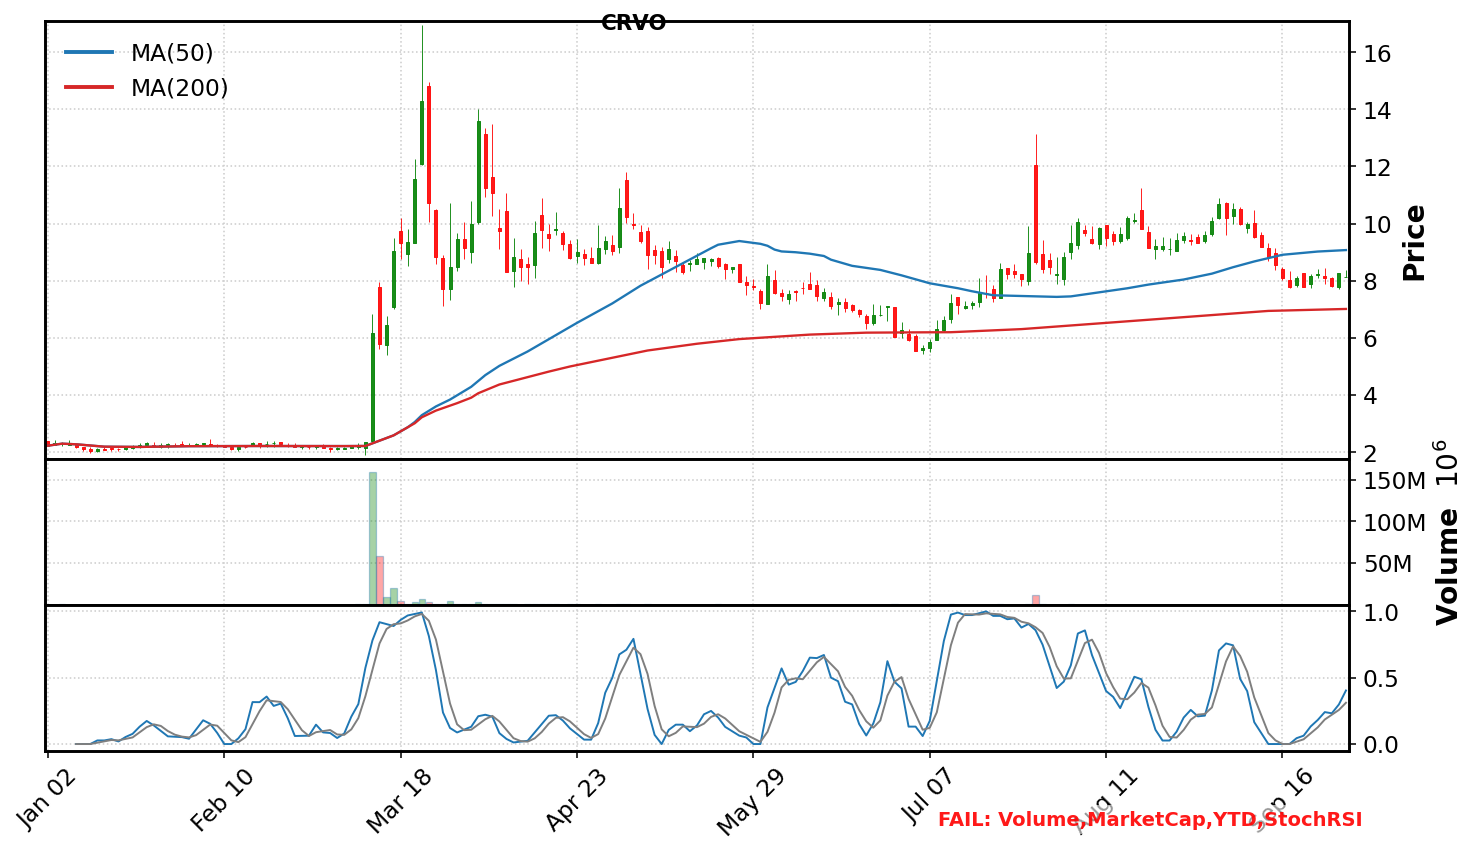 CRVO
MA(50)
MA(200)
16
14
12
10
8
6
4
2
Price
150M
100M
50M
Volume 10^6
1.0
0.5
0.0
Jan 02
Feb 10
Mar 18
Apr 23
May 29
Jul 07
Aug 11
Sep 16
FAIL: Volume,MarketCap,YTD,StochRSI